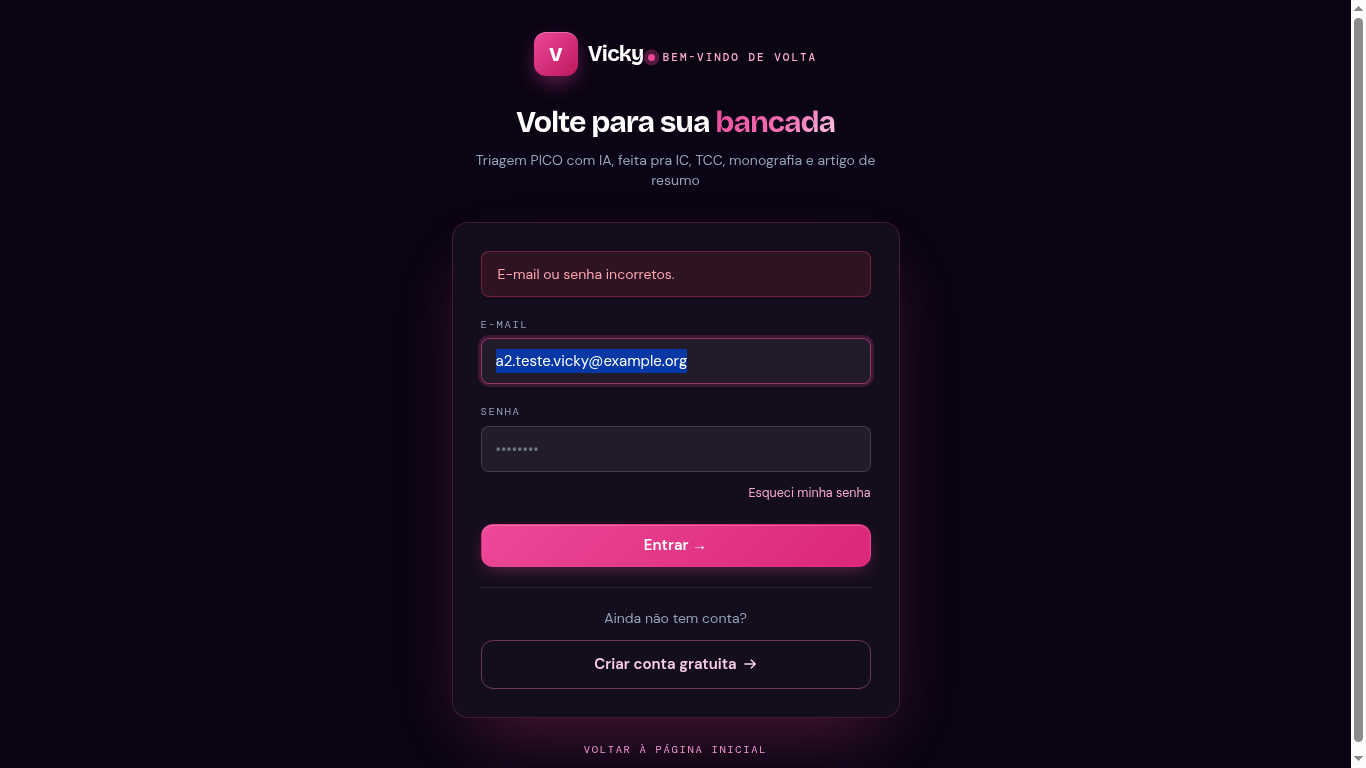 V Vicky BEM-VINDO DE VOLTA
Volte para sua bancada
Triagem PICO com IA, feita pra IC, TCC, monografia e artigo de
resumo
E-mail ou senha incorretos.
E-MAIL
a2.teste.vicky@example.org
SENHA
••••••••
Esqueci minha senha
Entrar →
Ainda não tem conta?
Criar conta gratuita →
VOLTAR À PÁGINA INICIAL